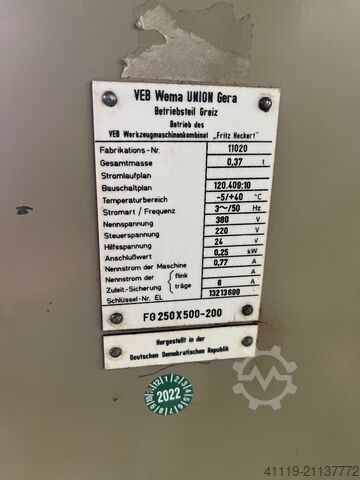 VEB Wema UNION Gera
Betriebsteil Greiz
Betrieb des
VEB Werkzeugmaschinenkombinat „Fritz Heckert"
Fabrikations-Nr. 11020
Gesamtmasse 0,37 t
Stromlaufplan
Bauschaltplan 120.409:10
Temperaturbereich -5/+40 °C
Stromart / Frequenz 3~/50 Hz
Nennspannung 380 V
Steuerspannung 220 V
Hilfsspannung 24 V
Anschlußwert 0,25 kW
Nennstrom der Maschine 0,77 A
Nennstrom der flink A
Zuleit.-Sicherung träge 6 A
Schlüssel-Nr. EL 13213690
FG 250X500-200
Hergestellt in der
Deutschen Demokratischen Republik
2022
41119-21137772